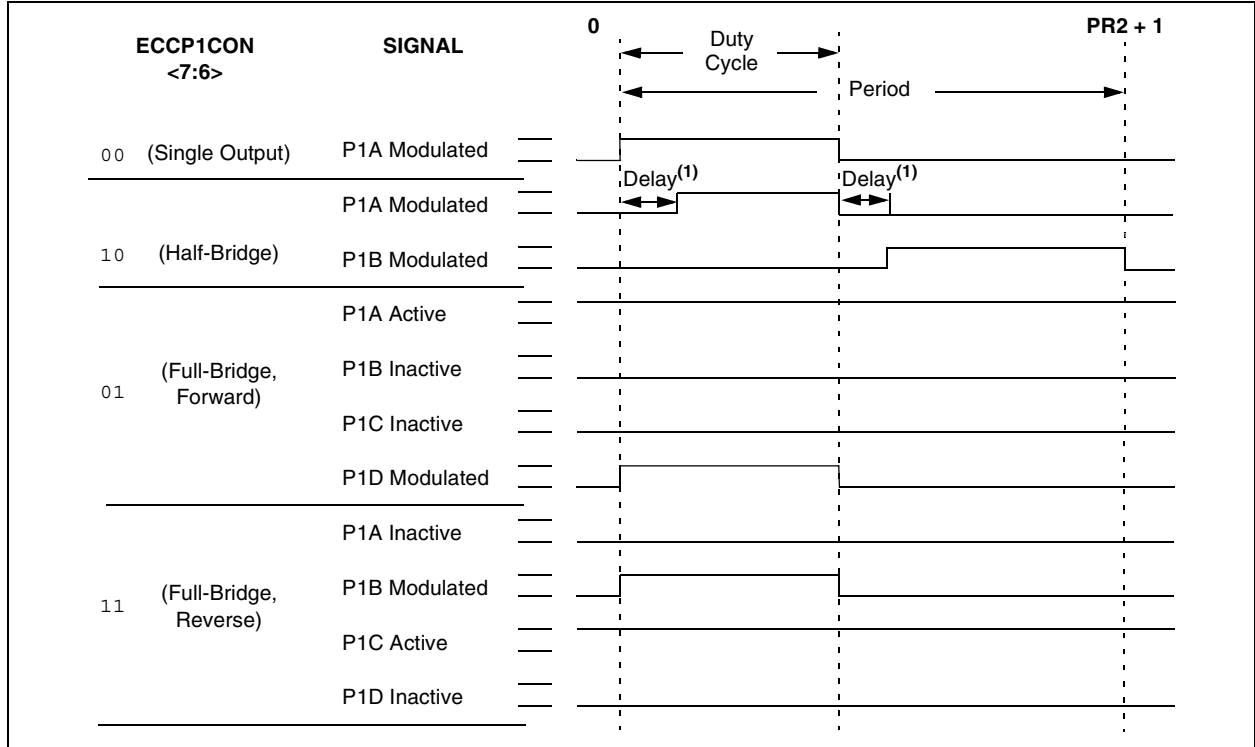 ECCP1CON
<7:6>
SIGNAL
0
PR2 + 1
Duty
Cycle
Period
00 (Single Output) P1A Modulated
Delay(1)
Delay(1)
P1A Modulated
10 (Half-Bridge)
P1B Modulated
P1A Active
01 (Full-Bridge,
Forward)
P1B Inactive
P1C Inactive
P1D Modulated
P1A Inactive
11 (Full-Bridge,
Reverse)
P1B Modulated
P1C Active
P1D Inactive